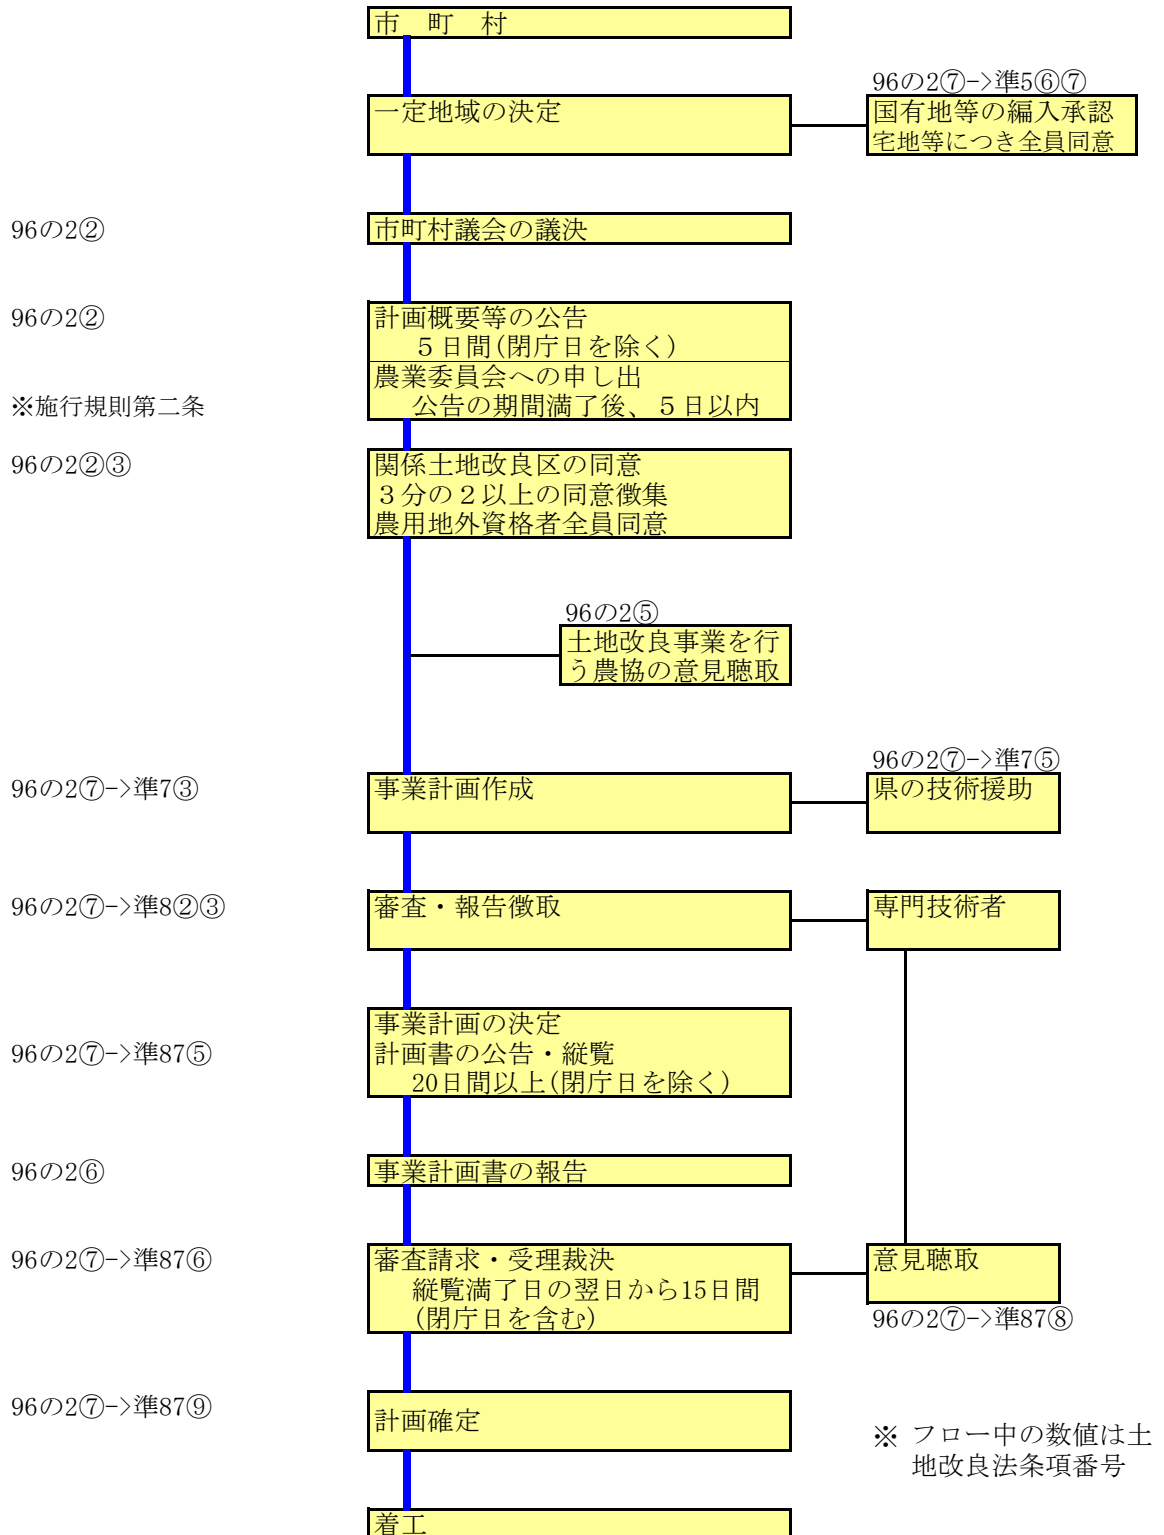 市　町　村
96の2⑦->準5⑥⑦
一定地域の決定
国有地等の編入承認
宅地等につき全員同意
96の2②
市町村議会の議決
96の2②
計画概要等の公告
５日間(閉庁日を除く)
農業委員会への申し出
※施行規則第二条
公告の期間満了後、５日以内
96の2②③
関係土地改良区の同意
３分の２以上の同意徴集
農用地外資格者全員同意
96の2⑤
土地改良事業を行
う農協の意見聴取
96の2⑦->準7⑤
96の2⑦->準7③
事業計画作成
県の技術援助
96の2⑦->準8②③
審査・報告徴取
専門技術者
事業計画の決定
96の2⑦->準87⑤
計画書の公告・縦覧
20日間以上(閉庁日を除く)
96の2⑥
事業計画書の報告
96の2⑦->準87⑥
審査請求・受理裁決
意見聴取
縦覧満了日の翌日から15日間
(閉庁日を含む)
96の2⑦->準87⑧
96の2⑦->準87⑨
計画確定
※ フロー中の数値は土
地改良法条項番号
着工